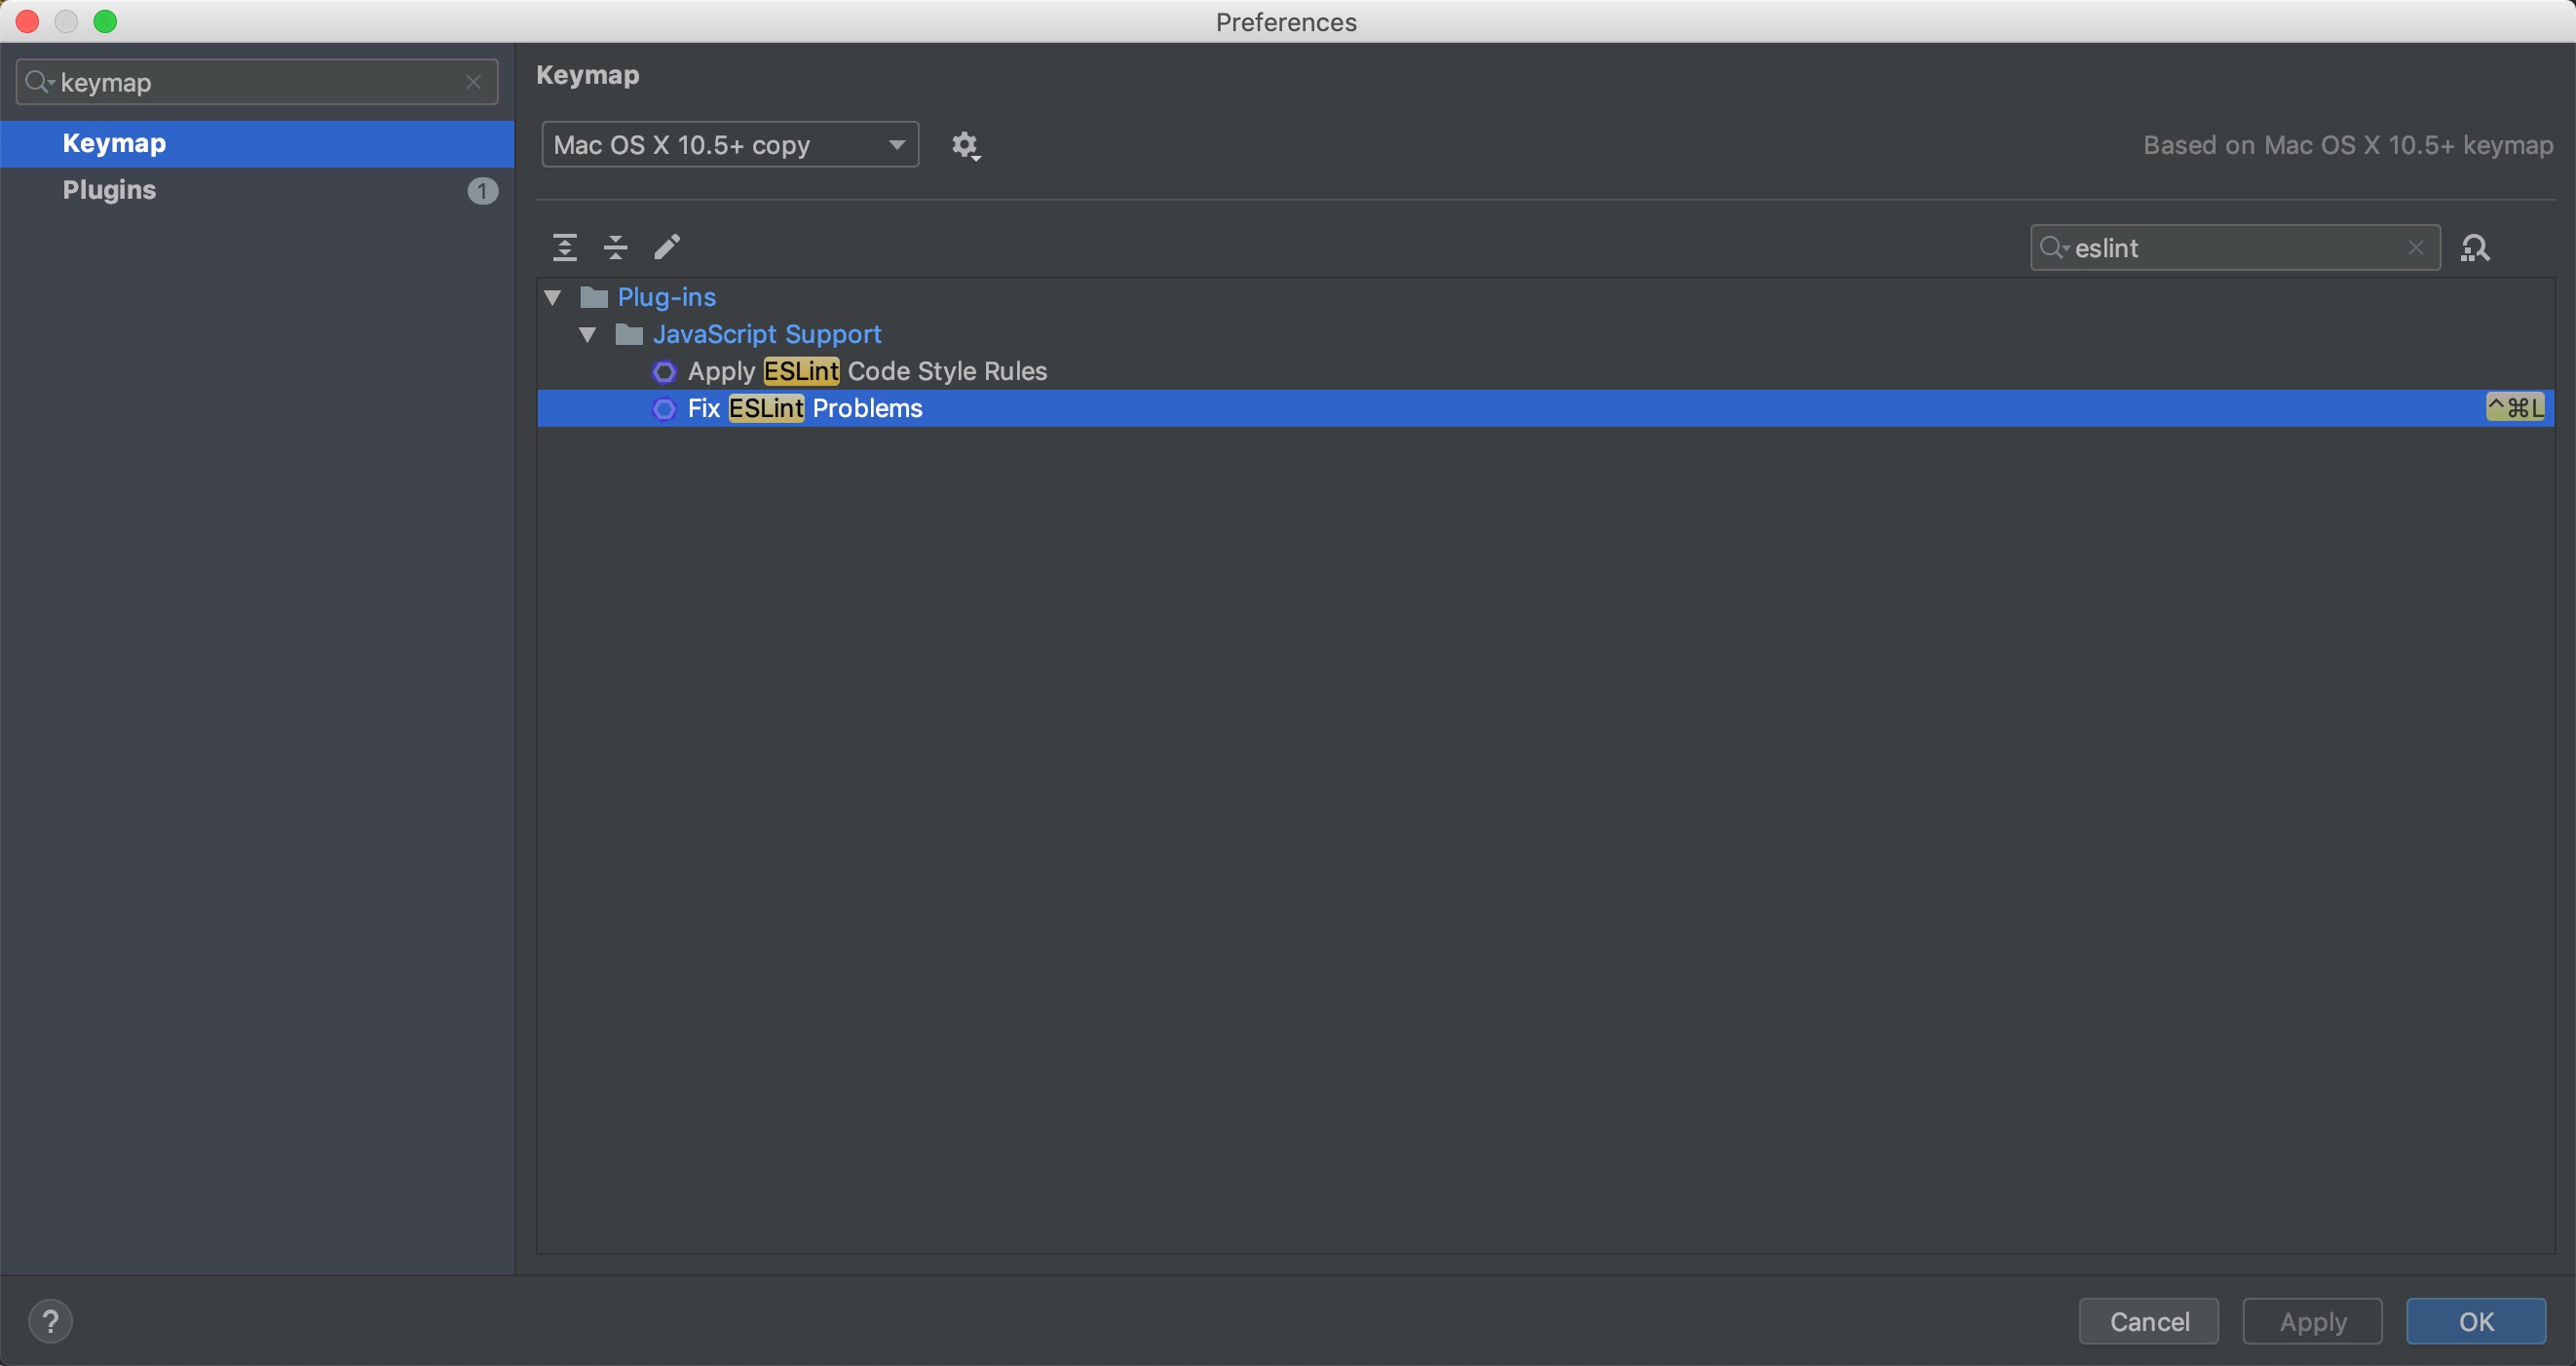 Preferences
keymap
Keymap
Plugins 1
Keymap
Mac OS X 10.5+ copy
Based on Mac OS X 10.5+ keymap
eslint
Plug-ins
JavaScript Support
Apply ESLint Code Style Rules
Fix ESLint Problems ^⌘L
?
Cancel Apply OK